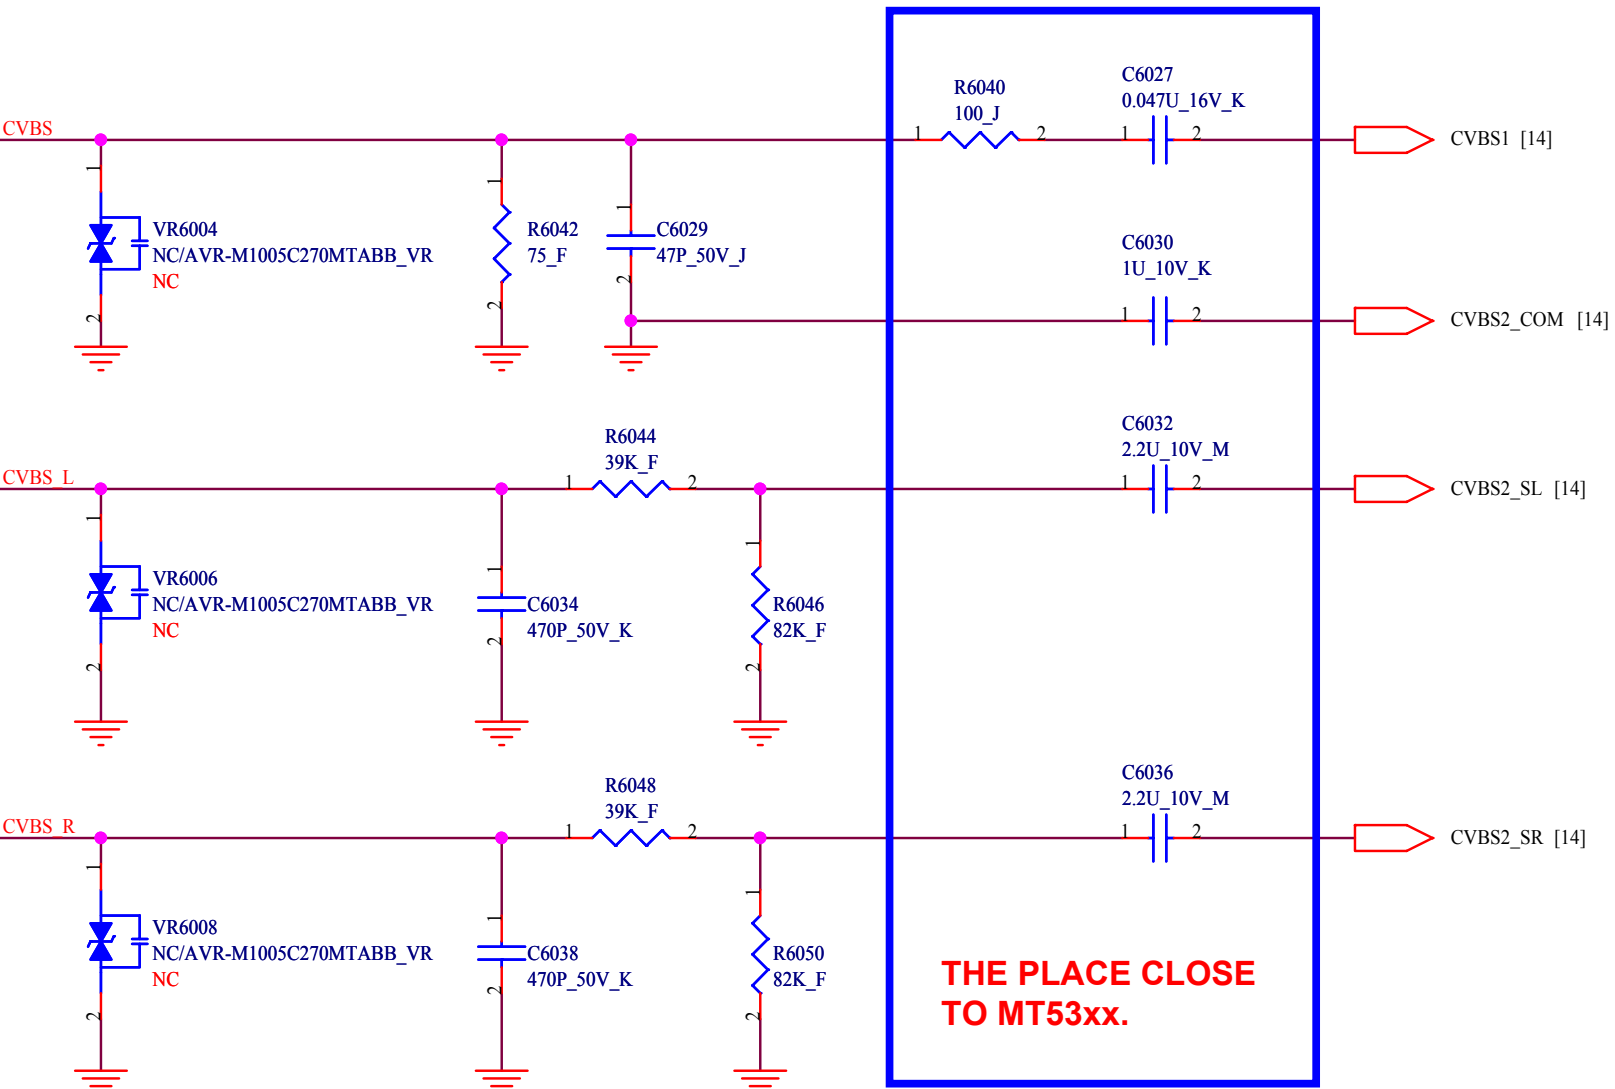 CVBS
1
VR6004
NC/AVR-M1005C270MTABB_VR
NC
2
1
R6042
75_F
2
1
C6029
47P_50V_J
2
R6040
100_J
1
2
C6027
0.047U_16V_K
1
2
CVBS1 [14]
C6030
1U_10V_K
1
2
CVBS2_COM [14]
CVBS_L
1
VR6006
NC/AVR-M1005C270MTABB_VR
NC
2
1
C6034
470P_50V_K
2
R6044
39K_F
1
2
1
R6046
82K_F
2
C6032
2.2U_10V_M
1
2
CVBS2_SL [14]
CVBS_R
1
VR6008
NC/AVR-M1005C270MTABB_VR
NC
2
1
C6038
470P_50V_K
2
R6048
39K_F
1
2
1
R6050
82K_F
2
C6036
2.2U_10V_M
1
2
CVBS2_SR [14]
THE PLACE CLOSE
TO MT53xx.